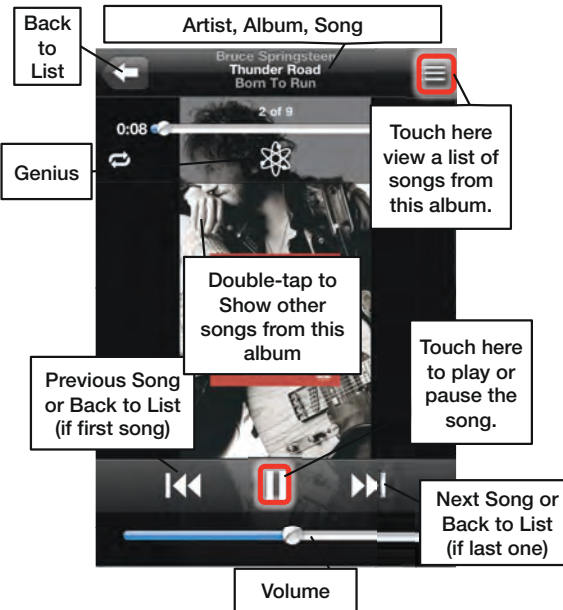 Back
to
List
Artist, Album, Song
Bruce Springsteen
Thunder Road
Born To Run
2 of 9
0:08
Touch here
view a list of
songs from
this album.
Genius
Double-tap to
Show other
songs from this
album
Previous Song
or Back to List
(if first song)
Touch here
to play or
pause the
song.
Next Song or
Back to List
(if last one)
Volume